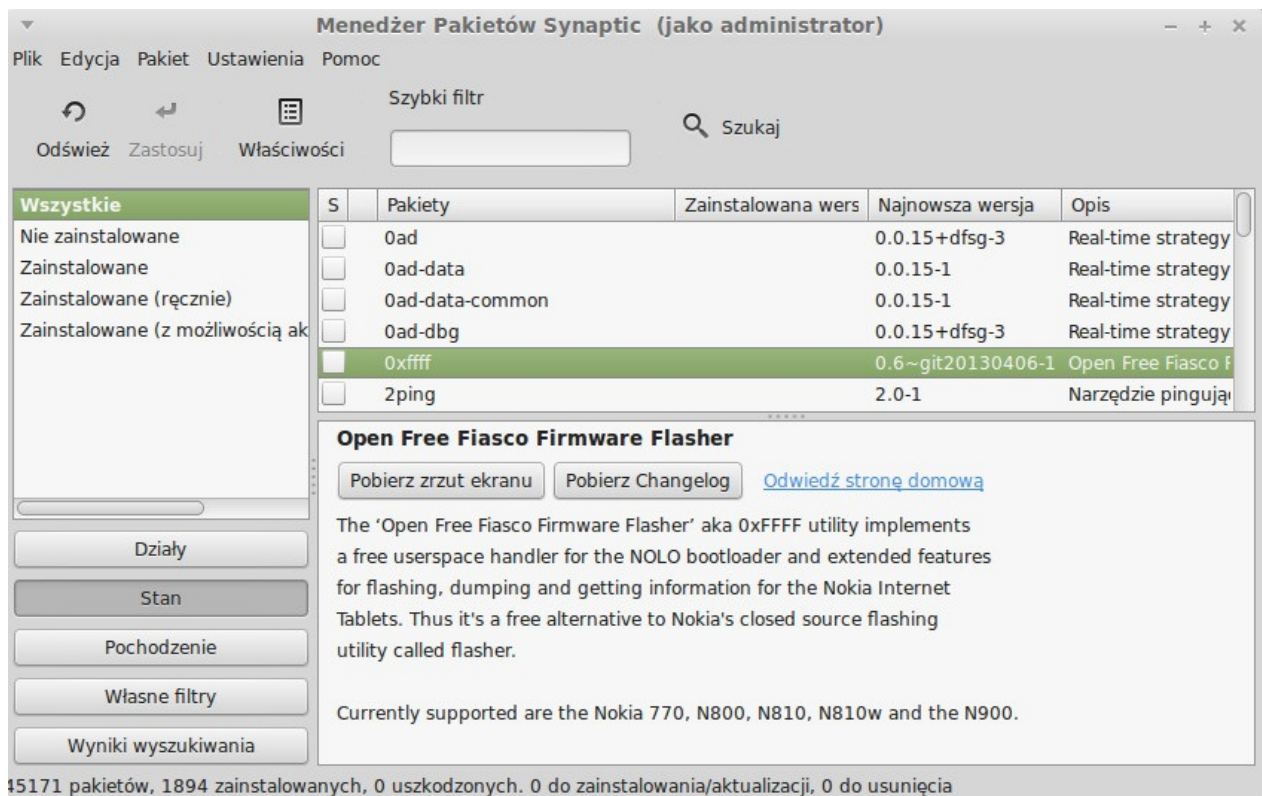 Menedżer Pakietów Synaptic (jako administrator)
Plik Edycja Pakiet Ustawienia Pomoc
Szybki filtr
Odśwież Zastosuj Właściwości Szukaj
Wszystkie
Nie zainstalowane
Zainstalowane
Zainstalowane (ręcznie)
Zainstalowane (z możliwością ak
S Pakiety Zainstalowana wers Najnowsza wersja Opis
0ad 0.0.15+dfsg-3 Real-time strategy
0ad-data 0.0.15-1 Real-time strategy
0ad-data-common 0.0.15-1 Real-time strategy
0ad-dbg 0.0.15+dfsg-3 Real-time strategy
0xffff 0.6~git20130406-1 Open Free Fiasco F
2ping 2.0-1 Narzędzie pingując
Działy
Stan
Pochodzenie
Własne filtry
Wyniki wyszukiwania
Open Free Fiasco Firmware Flasher
Pobierz zrzut ekranu Pobierz Changelog Odwiedź stronę domową
The ‘Open Free Fiasco Firmware Flasher’ aka 0xFFFF utility implements
a free userspace handler for the NOLO bootloader and extended features
for flashing, dumping and getting information for the Nokia Internet
Tablets. Thus it's a free alternative to Nokia's closed source flashing
utility called flasher.
Currently supported are the Nokia 770, N800, N810, N810w and the N900.
45171 pakietów, 1894 zainstalowanych, 0 uszkodzonych. 0 do zainstalowania/aktualizacji, 0 do usunięcia